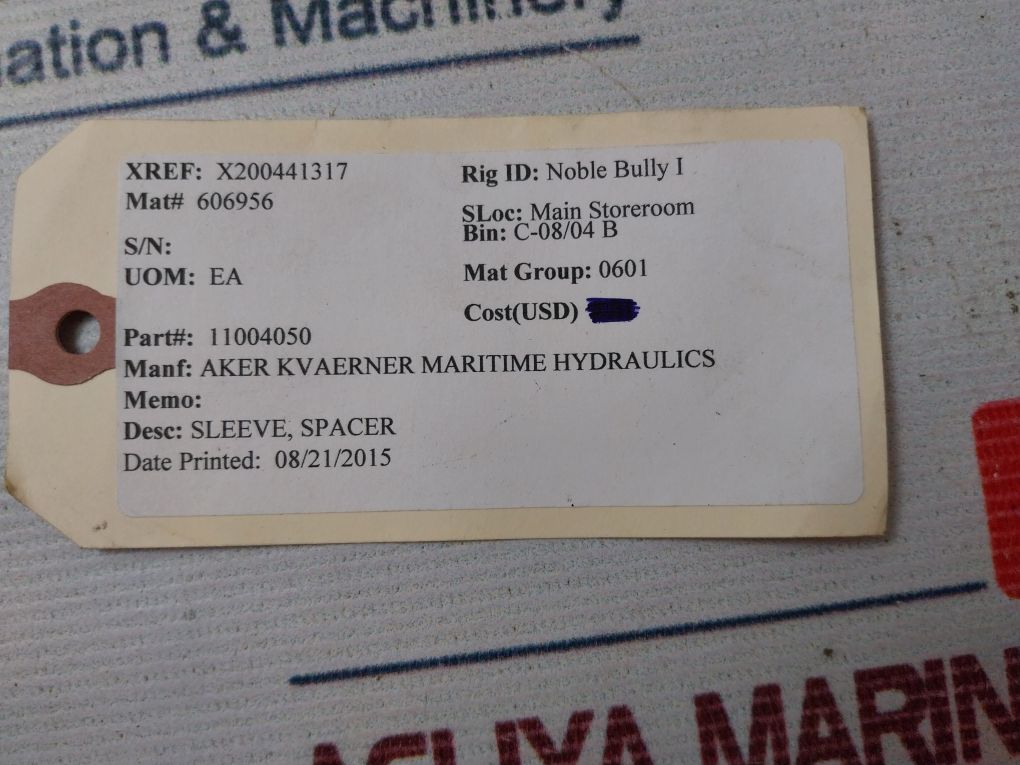 & Machinery
XREF: X200441317
Mat# 606956
S/N:
UOM: EA
Rig ID: Noble Bully I
SLoc: Main Storeroom
Bin: C-08/04 B
Mat Group: 0601
Cost(USD)
Part#: 11004050
Manf: AKER KVAERNER MARITIME HYDRAULICS
Memo:
Desc: SLEEVE, SPACER
Date Printed: 08/21/2015